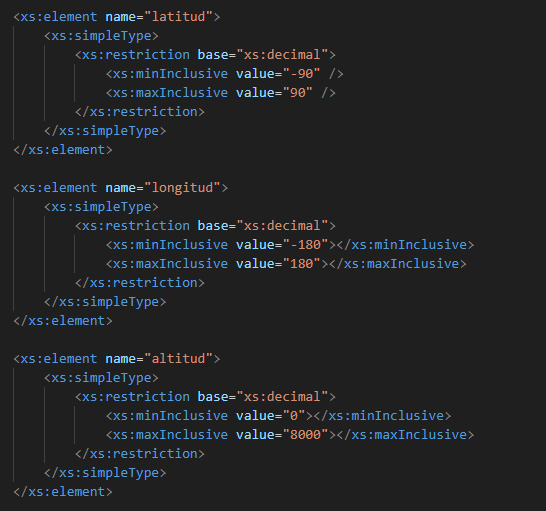 <xs:element name="latitud">
<xs:simpleType>
<xs:restriction base="xs:decimal">
<xs:minInclusive value="-90" />
<xs:maxInclusive value="90" />
</xs:restriction>
</xs:simpleType>
</xs:element>
<xs:element name="longitud">
<xs:simpleType>
<xs:restriction base="xs:decimal">
<xs:minInclusive value="-180"></xs:minInclusive>
<xs:maxInclusive value="180"></xs:maxInclusive>
</xs:restriction>
</xs:simpleType>
</xs:element>
<xs:element name="altitud">
<xs:simpleType>
<xs:restriction base="xs:decimal">
<xs:minInclusive value="0"></xs:minInclusive>
<xs:maxInclusive value="8000"></xs:maxInclusive>
</xs:restriction>
</xs:simpleType>
</xs:element>